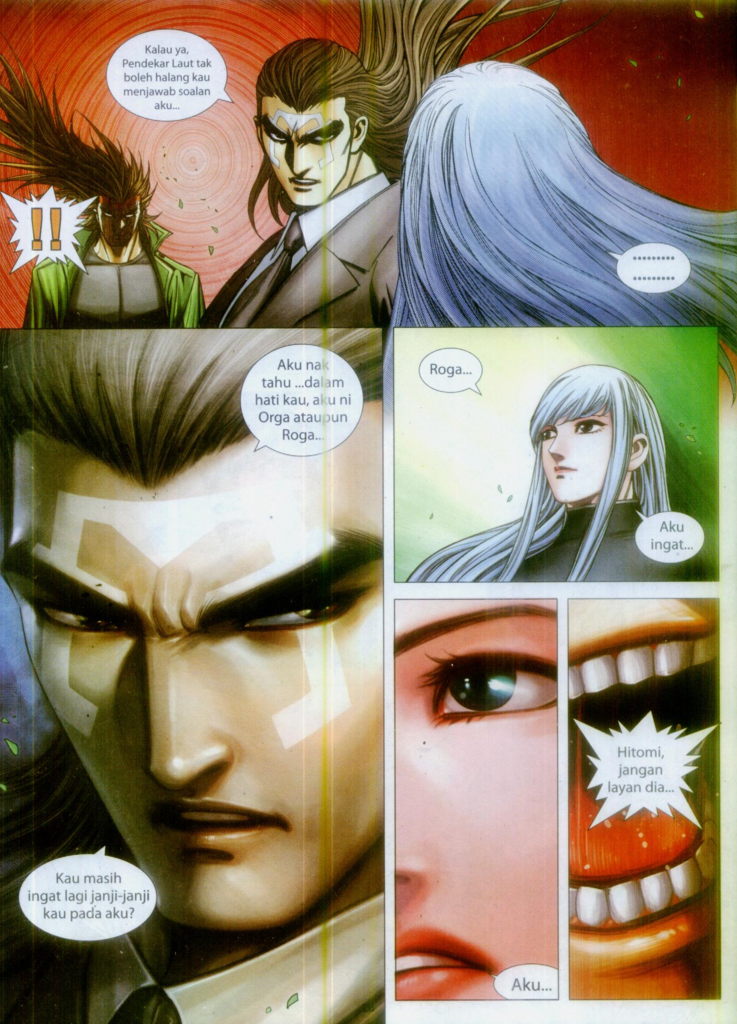 Kalau ya,
Pendekar Laut tak
boleh halang kau
menjawab soalan
aku...
!!
.........
.........
Aku nak
tahu ...dalam
hati kau, aku ni
Orga ataupun
Roga...
Kau masih
ingat lagi janji-janji
kau pada aku?
Roga...
Aku
ingat...
Aku...
Hitomi,
jangan
layan dia...